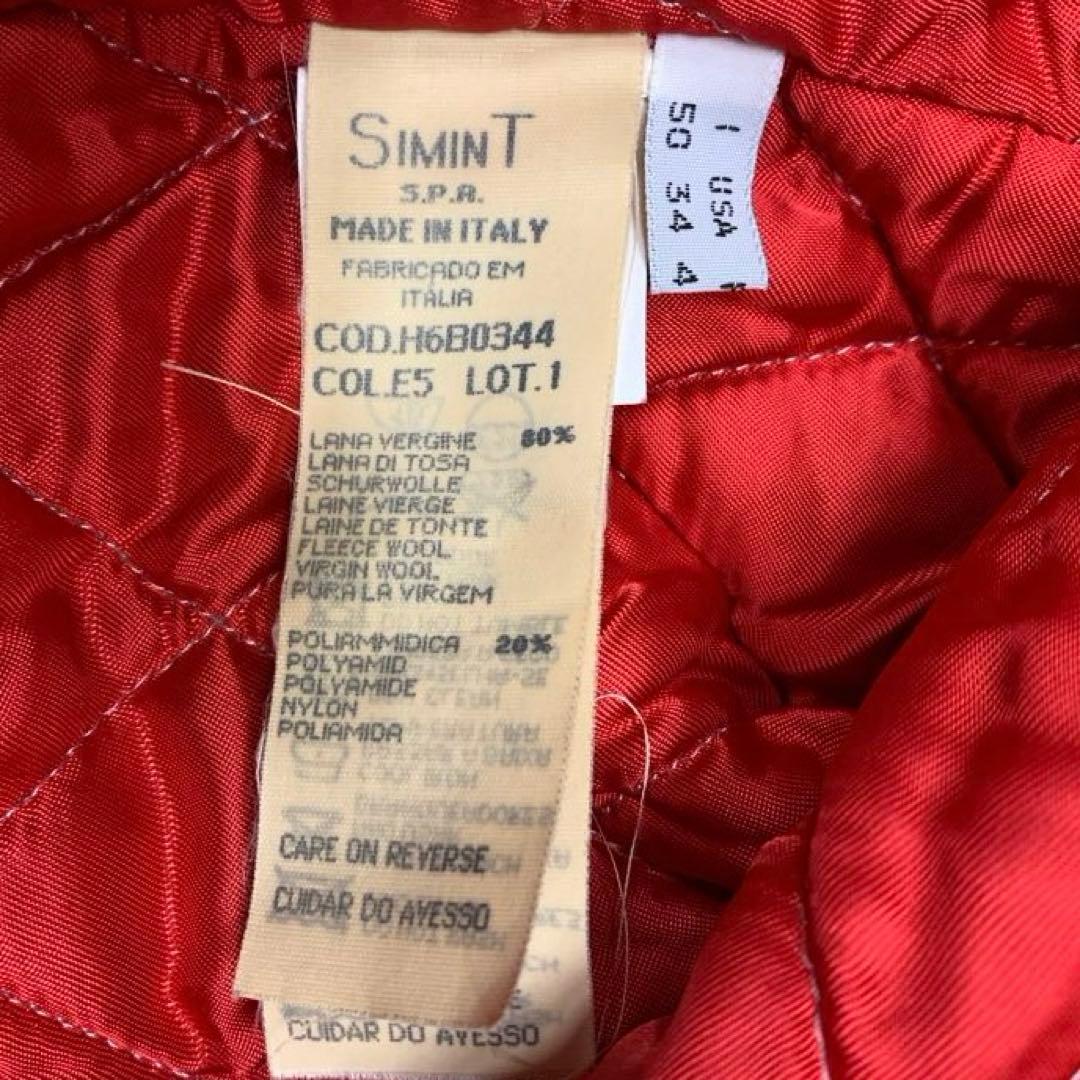 SIMINT
S.P.A.
MADE IN ITALY
FABRICADO EM
ITÁLIA
COD.H6B0344
COL.E5 LOT.1
LANA VERGINE 80%
LANA DI TOSA
SCHURWOLLE
LAINE VIERGE
LAINE DE TONTE
FLEECE WOOL
VIRGIN WOOL
PURA LA VIRGEM
POLIAMMIDICA 20%
POLYAMID
POLYAMIDE
NYLON
POLIAMIDA
CARE ON REVERSE
CUIDAR DO AVESSO
CUIDAR DO AVESSO
I USA
50 34 4